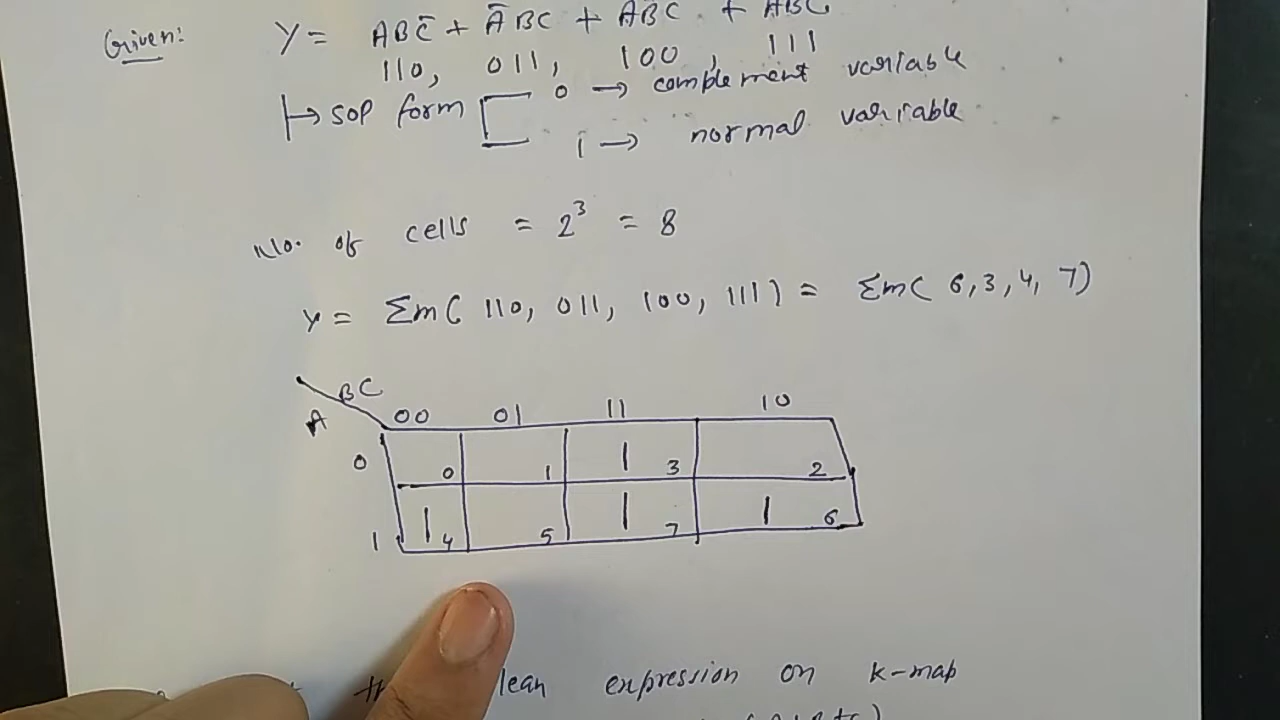 Given: Y = ABC̄ + ĀBC + AB̄C̄ + ABC
110, 011, 100, 111
↦ SOP form [ 0 → complement variable
1 → normal variable
No. of cells = 2³ = 8
Y = Σm( 110, 011, 100, 111) = Σm( 6,3,4,7)
BC
A 00 01 11 10
0 0 1 1 3 2
1 1 4 5 1 7 1 6
lean expression on k-map